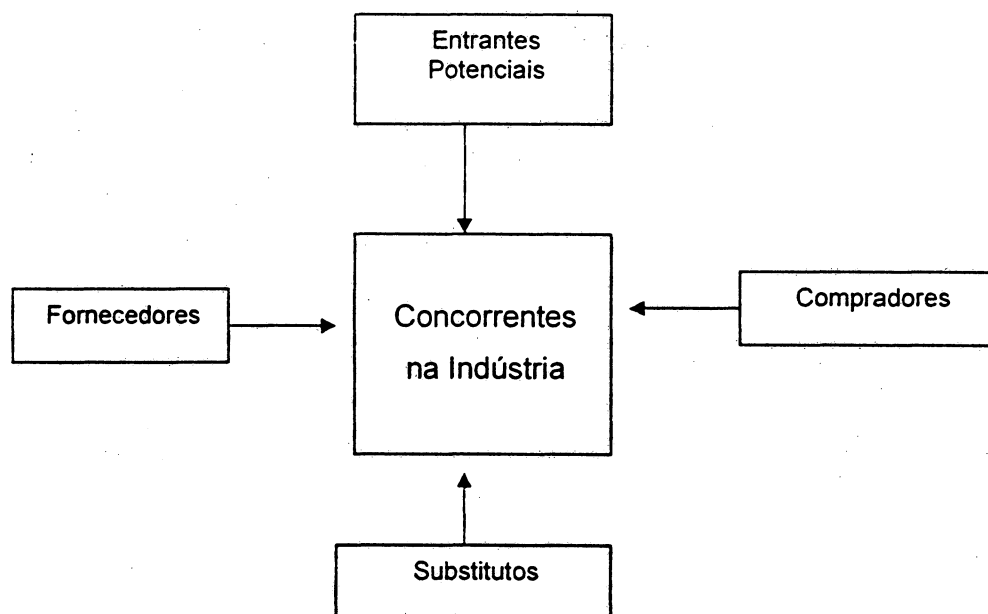 Entrantes
Potenciais
Fornecedores
Concorrentes
na Indústria
Compradores
Substitutos